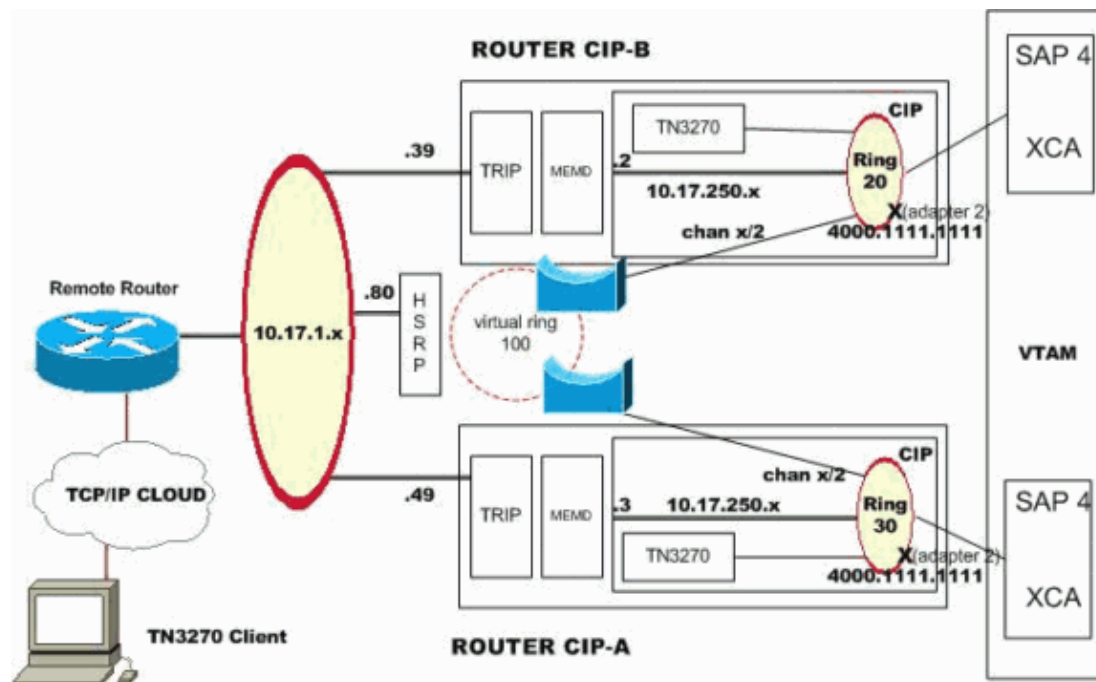 ROUTER CIP-B
SAP 4
XCA
CIP
TN3270
.39
TRIP
MEMD
.2
Ring
20
10.17.250.x
X(adapter 2)
4000.1111.1111
chan x/2
Remote Router
.80
H
S
R
P
virtual ring
100
10.17.1.x
VTAM
CIP
chan x/2
TCP/IP CLOUD
.49
TRIP
MEMD
.3
10.17.250.x
Ring
30
SAP 4
XCA
TN3270
X(adapter 2)
4000.1111.1111
TN3270 Client
ROUTER CIP-A